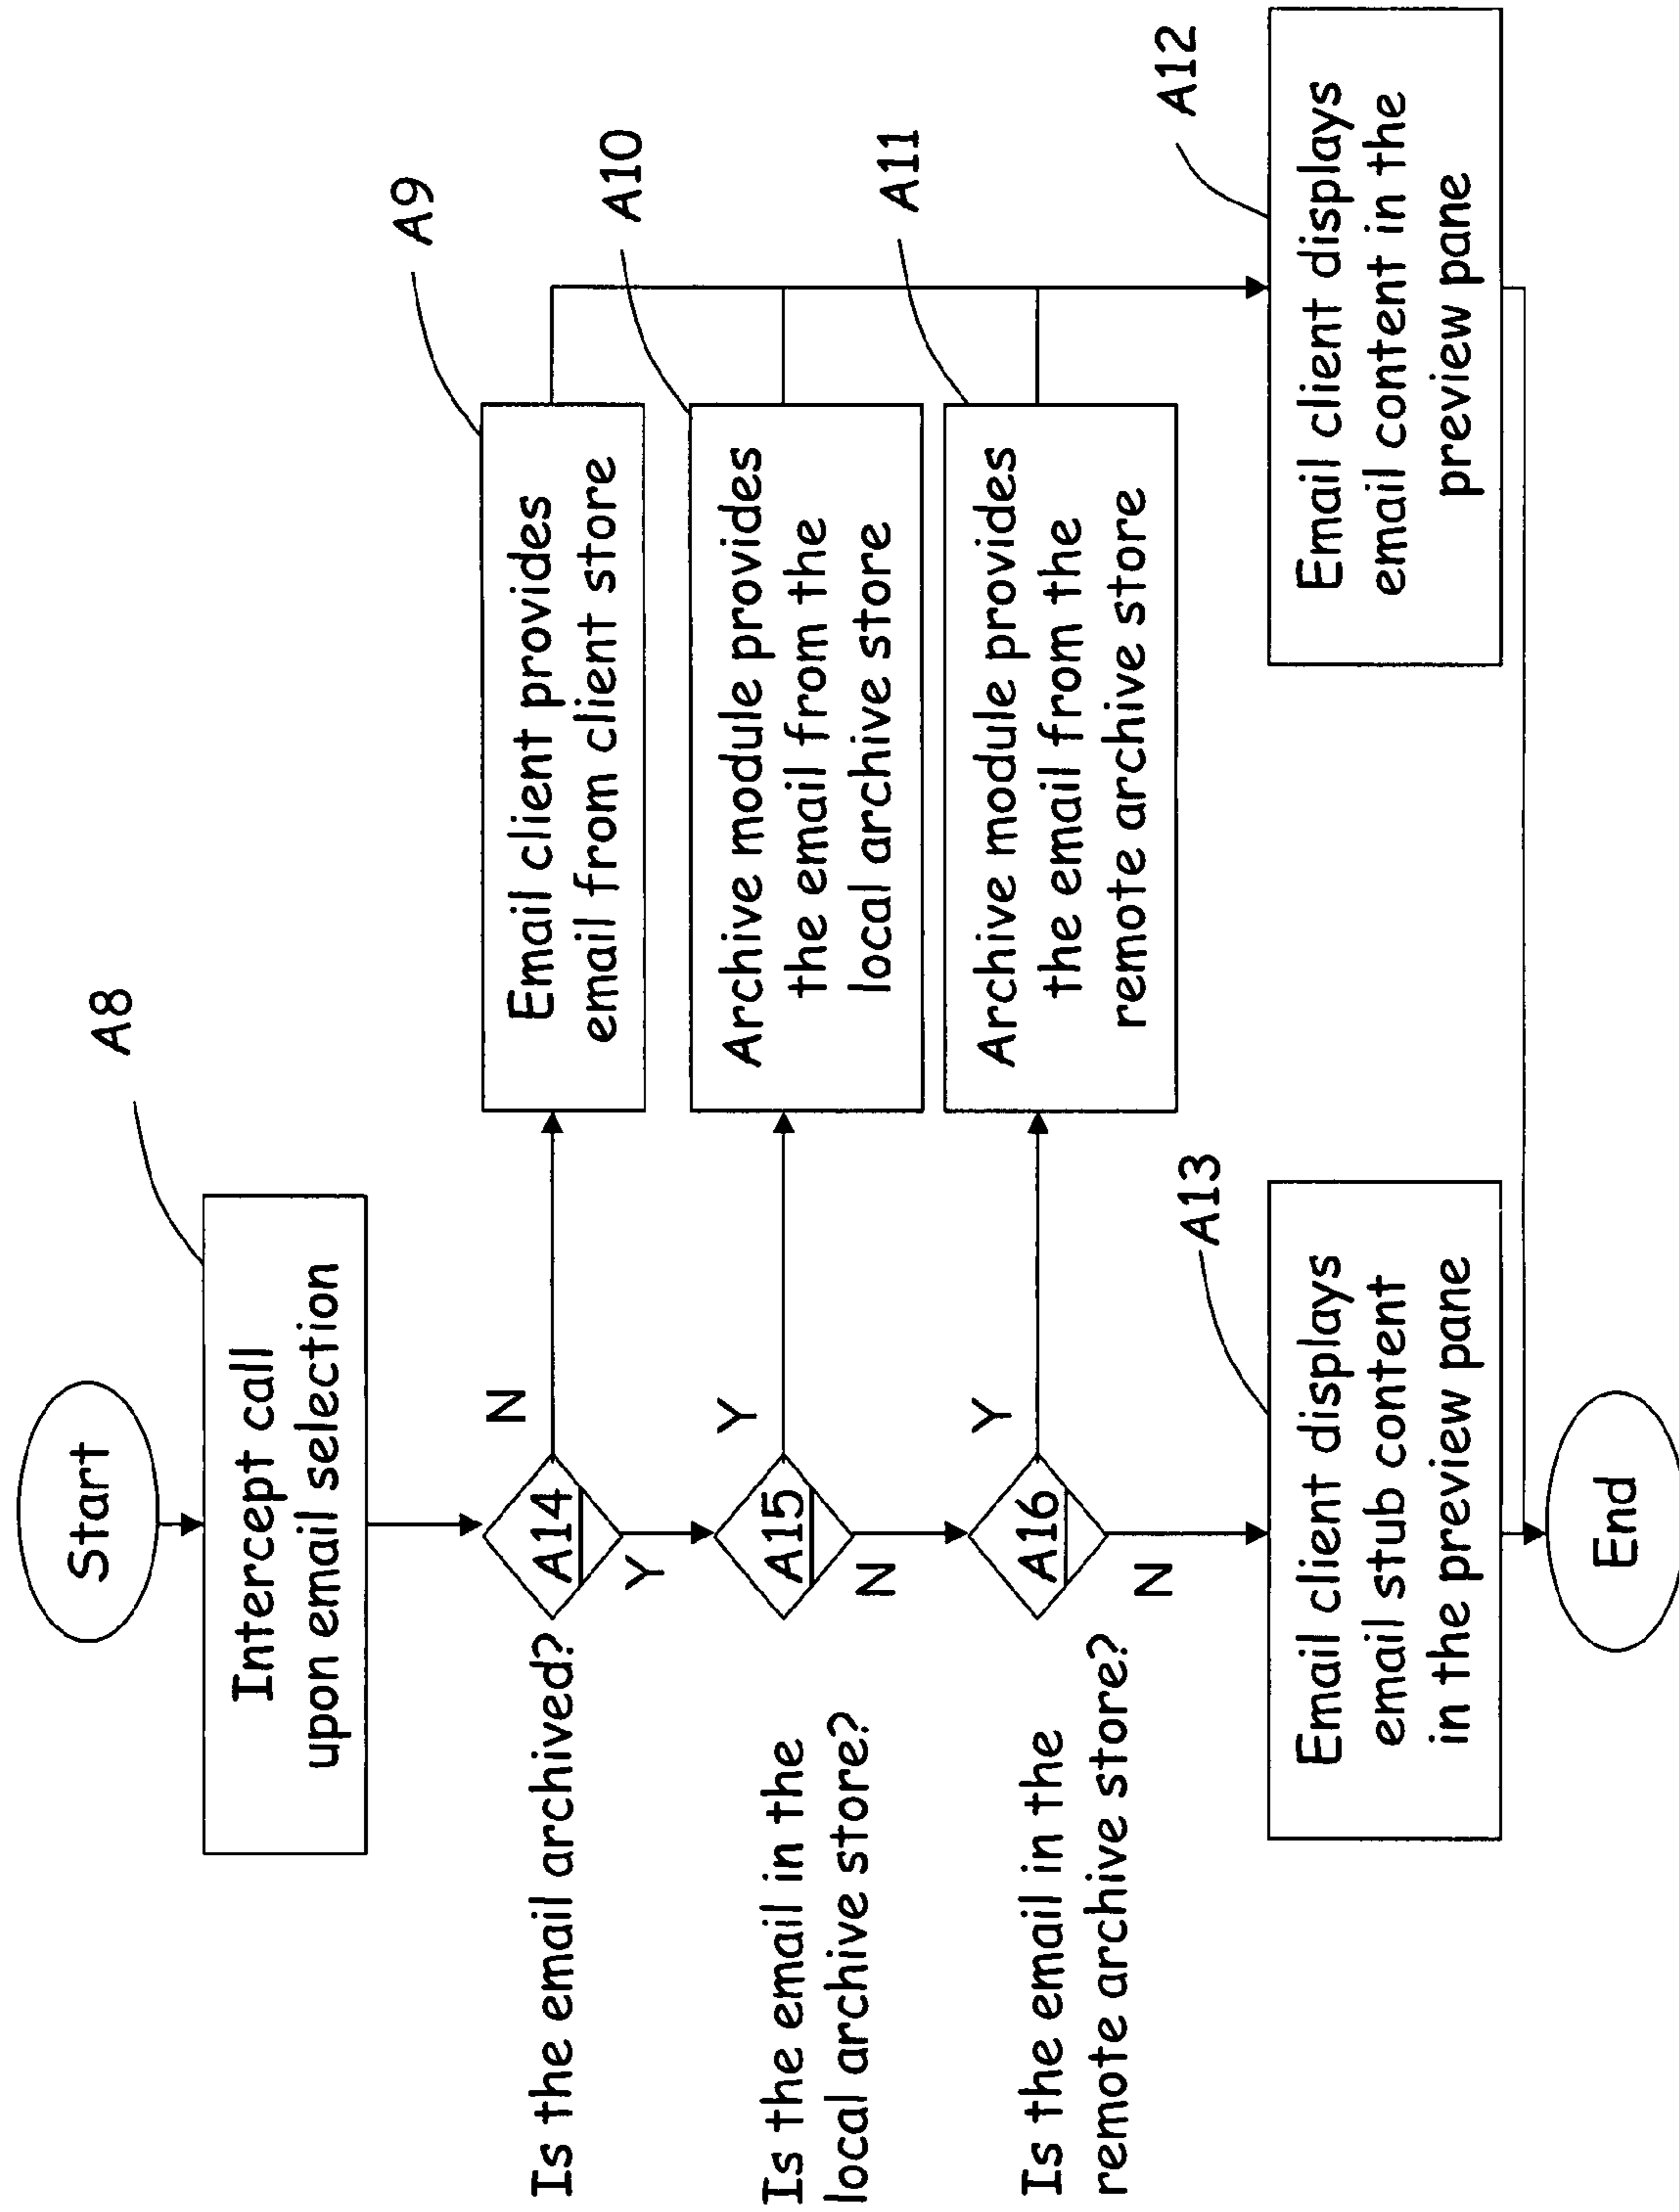 Start
A8
Intercept call
upon email selection
Is the email archived?
A14
N
Y
A9
Email client provides
email from client store
Is the email in the
local archive store?
A15
Y
N
A10
Archive module provides
the email from the
local archive store
Is the email in the
remote archive store?
A16
Y
N
A11
Archive module provides
the email from the
remote archive store
A13
Email client displays
email stub content
in the preview pane
A12
Email client displays
email content in the
preview pane
End